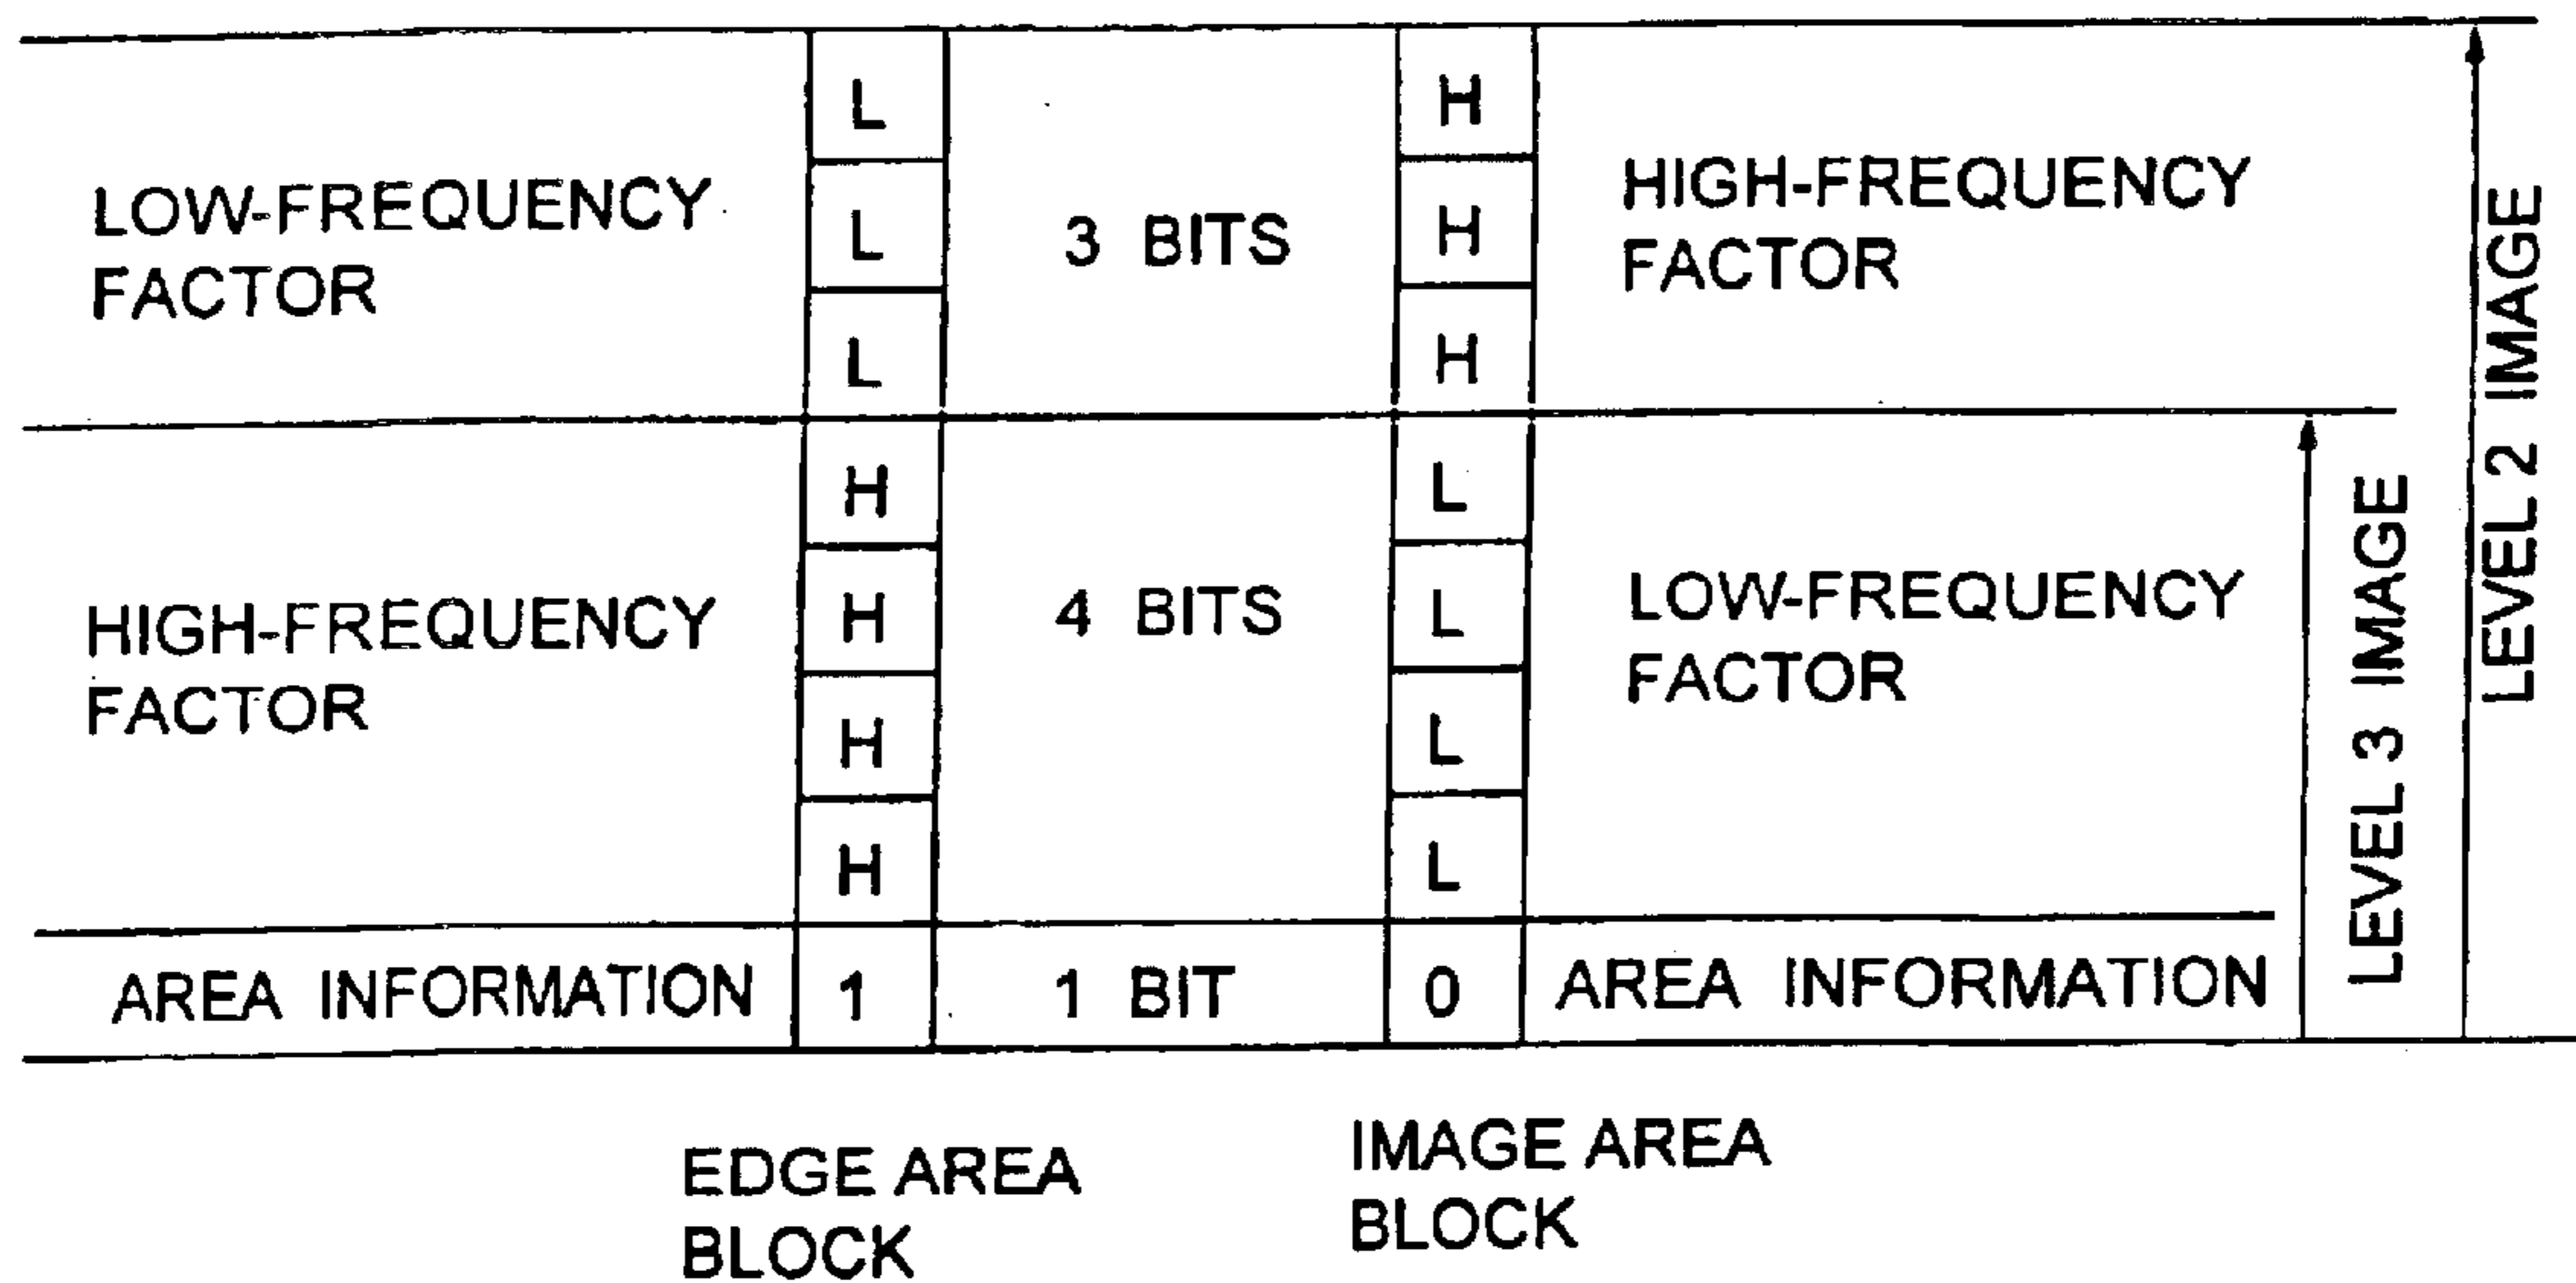 L
H
LOW-FREQUENCY
FACTOR
L
3 BITS
H
HIGH-FREQUENCY
FACTOR
L
H
H
L
HIGH-FREQUENCY
FACTOR
H
4 BITS
L
LOW-FREQUENCY
FACTOR
H
L
H
L
AREA INFORMATION
1
1 BIT
0
AREA INFORMATION
LEVEL 3 IMAGE
LEVEL 2 IMAGE
EDGE AREA
BLOCK
IMAGE AREA
BLOCK